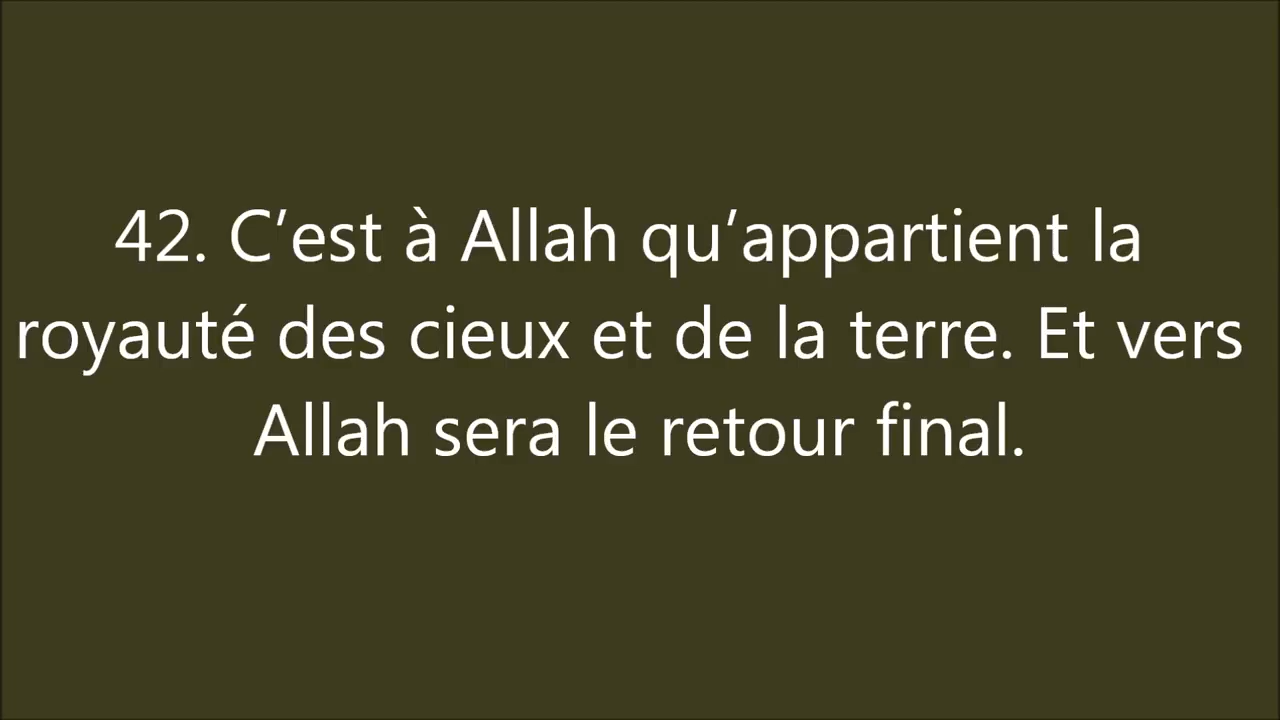 42. C’est à Allah qu’appartient la
royauté des cieux et de la terre. Et vers
Allah sera le retour final.